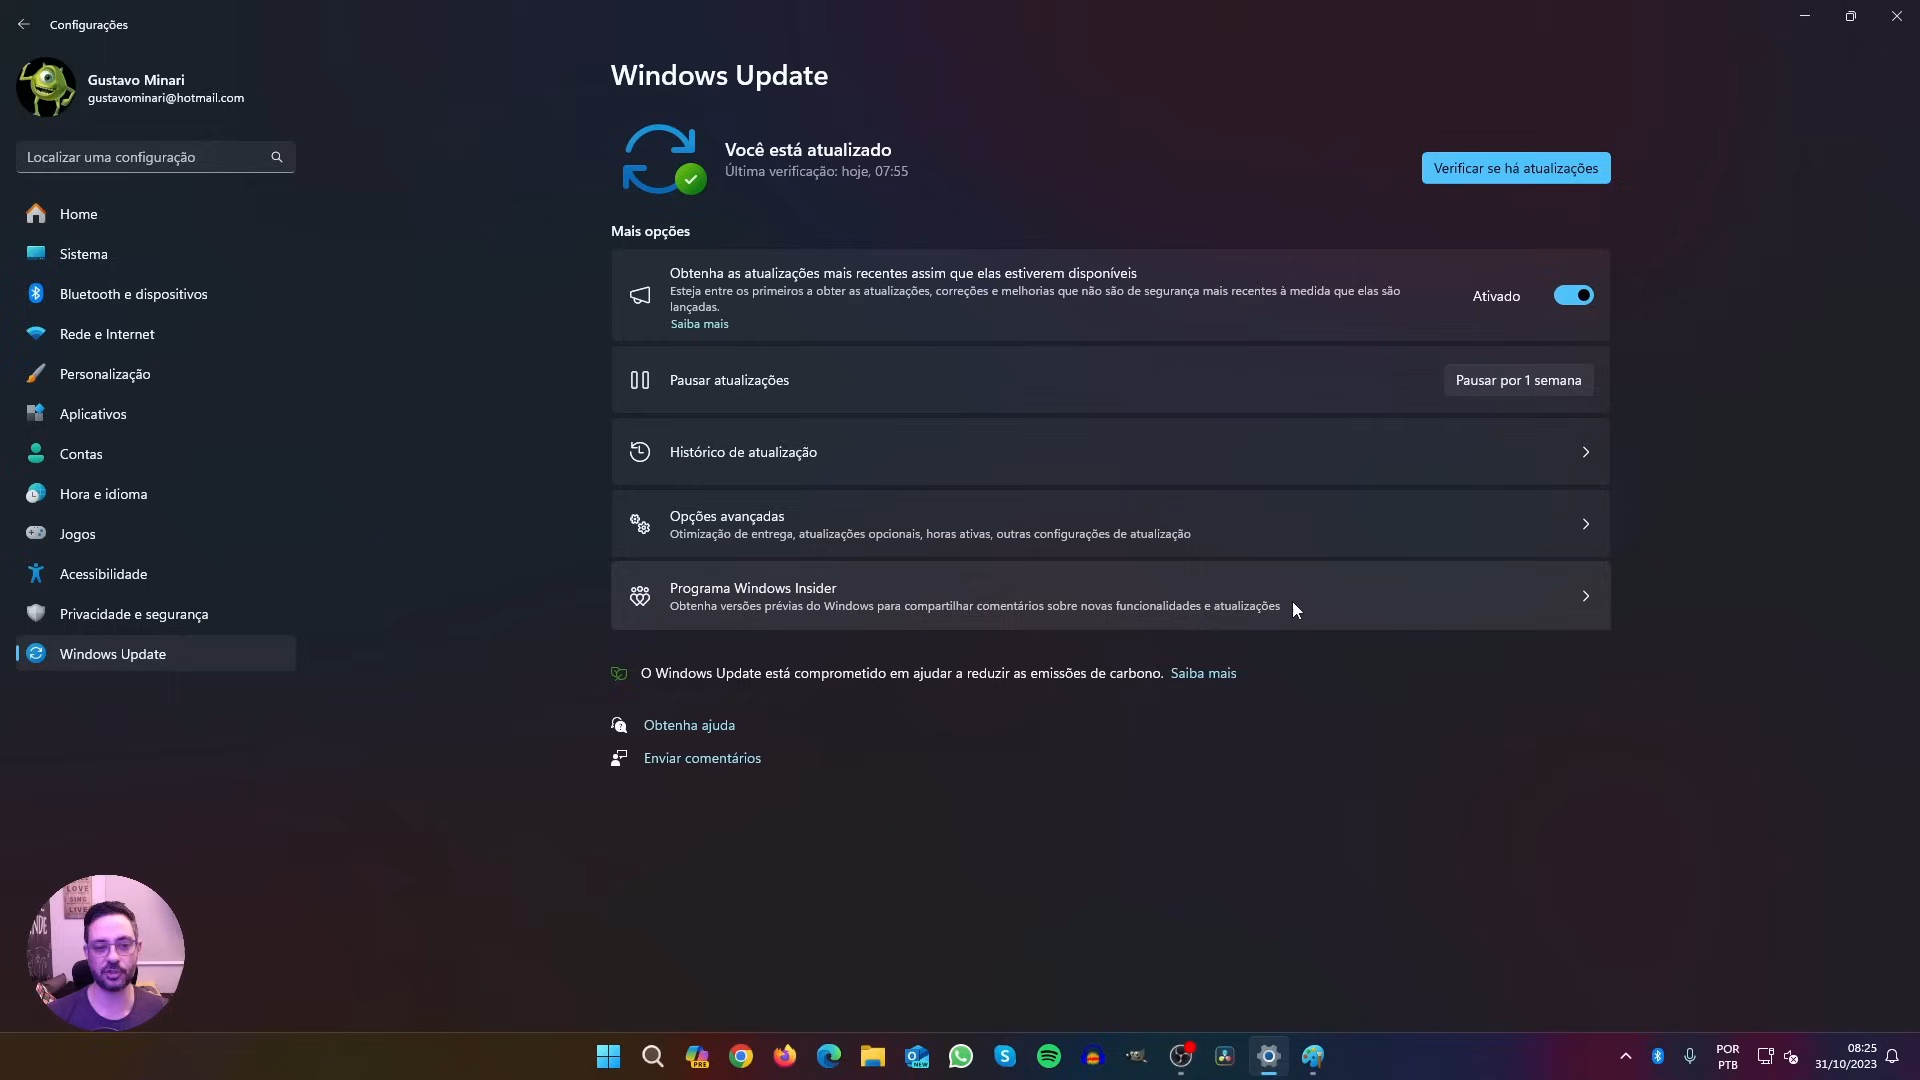 Configurações
Gustavo Minari
gustavominari@hotmail.com
Localizar uma configuração
Home
Sistema
Bluetooth e dispositivos
Rede e Internet
Personalização
Aplicativos
Contas
Hora e idioma
Jogos
Acessibilidade
Privacidade e segurança
Windows Update
Windows Update
Você está atualizado
Última verificação: hoje, 07:55
Verificar se há atualizações
Mais opções
Obtenha as atualizações mais recentes assim que elas estiverem disponíveis
Esteja entre os primeiros a obter as atualizações, correções e melhorias que não são de segurança mais recentes à medida que elas são
lançadas.
Saiba mais
Ativado
Pausar atualizações
Pausar por 1 semana
Histórico de atualização
Opções avançadas
Otimização de entrega, atualizações opcionais, horas ativas, outras configurações de atualização
Programa Windows Insider
Obtenha versões prévias do Windows para compartilhar comentários sobre novas funcionalidades e atualizações
O Windows Update está comprometido em ajudar a reduzir as emissões de carbono. Saiba mais
Obtenha ajuda
Enviar comentários
LOVE
SING
LIVE
PRE
NEW
POR
PTB
08:25
31/10/2023